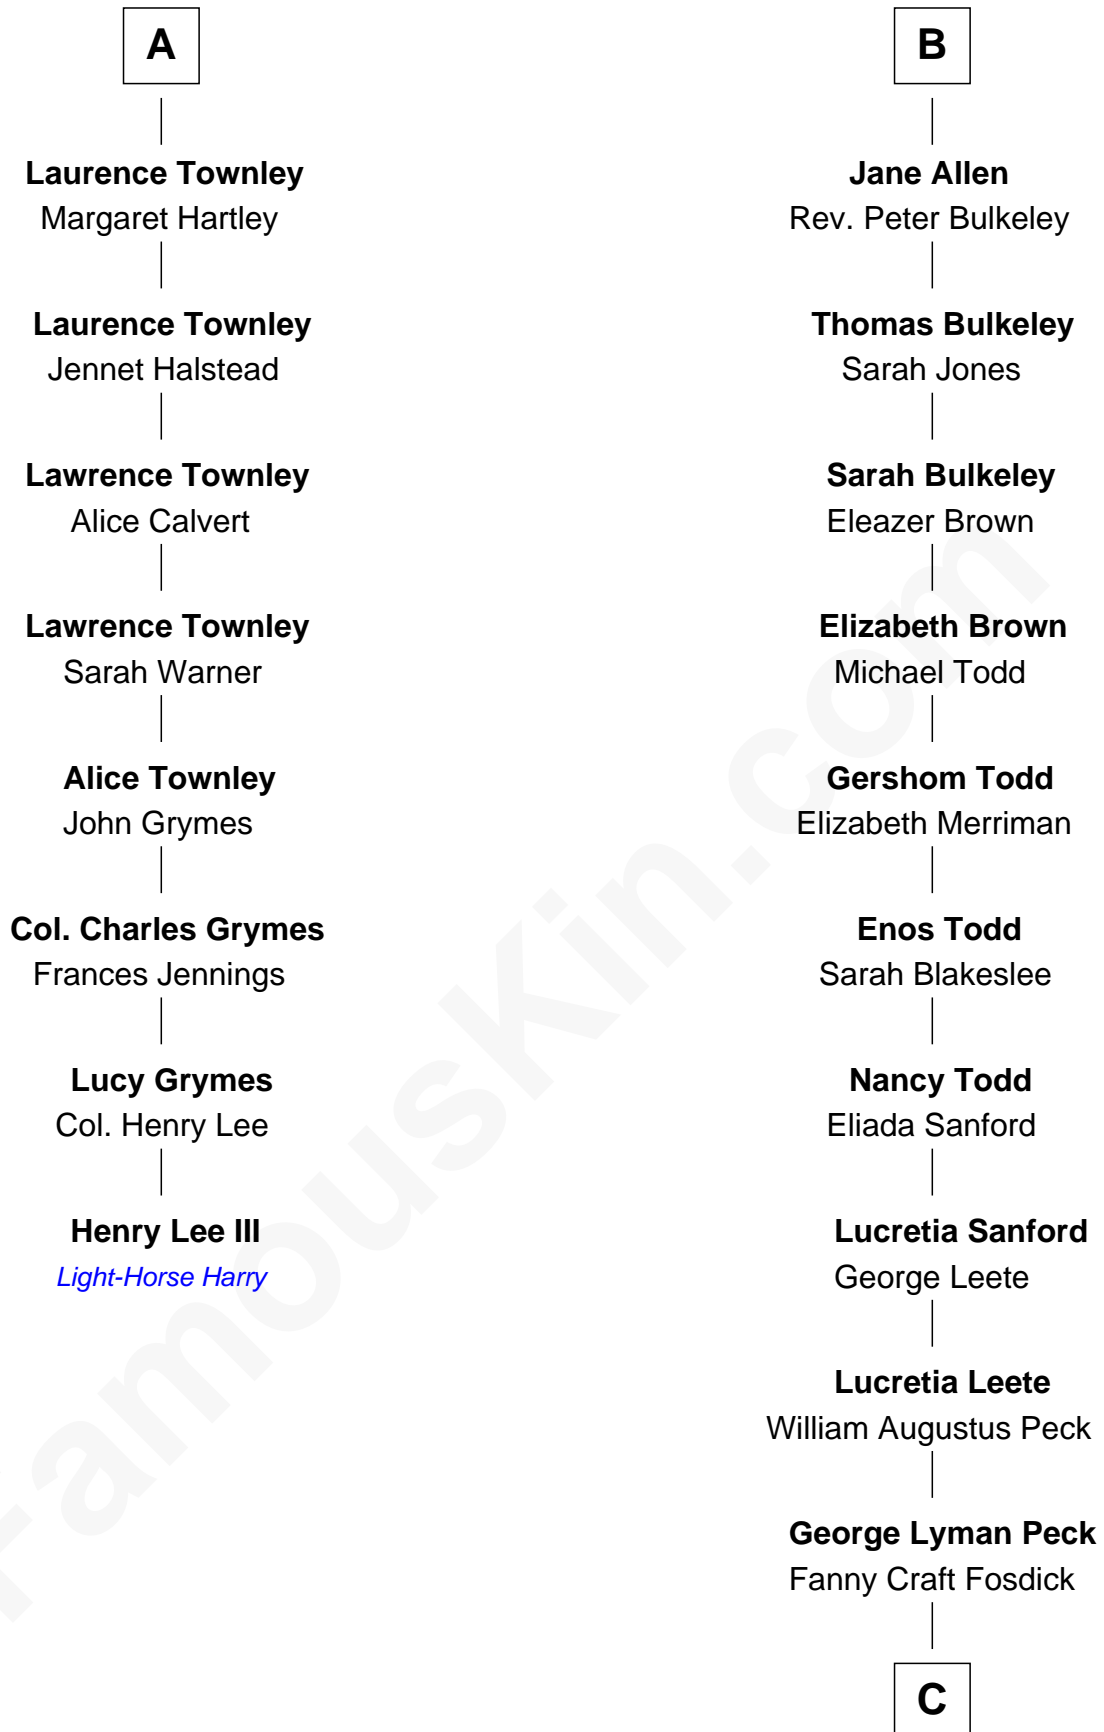 A
Laurence Townley
Margaret Hartley
Laurence Townley
Jennet Halstead
Lawrence Townley
Alice Calvert
Lawrence Townley
Sarah Warner
Alice Townley
John Grymes
Col. Charles Grymes
Frances Jennings
Lucy Grymes
Col. Henry Lee
Henry Lee III
Light-Horse Harry
B
Jane Allen
Rev. Peter Bulkeley
Thomas Bulkeley
Sarah Jones
Sarah Bulkeley
Eleazer Brown
Elizabeth Brown
Michael Todd
Gershom Todd
Elizabeth Merriman
Enos Todd
Sarah Blakeslee
Nancy Todd
Eliada Sanford
Lucretia Sanford
George Leete
Lucretia Leete
William Augustus Peck
George Lyman Peck
Fanny Craft Fosdick
C
FamousKin.com